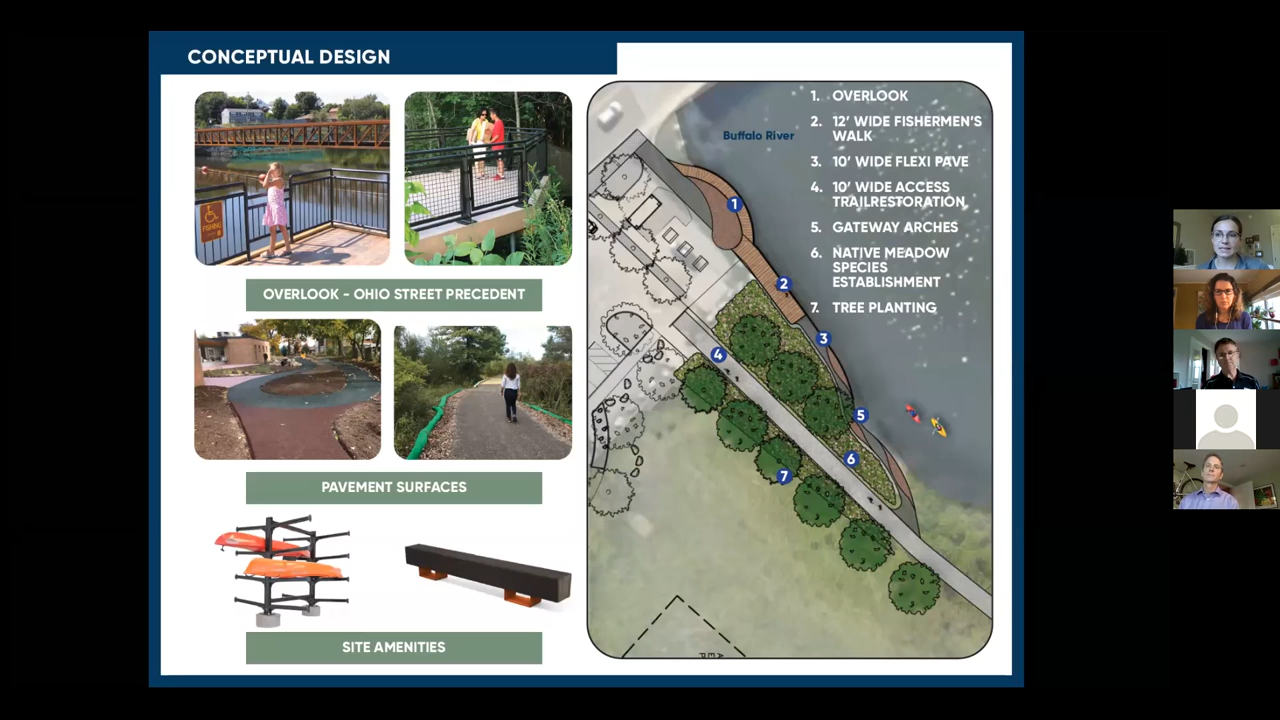 CONCEPTUAL DESIGN
FISHING
OVERLOOK - OHIO STREET PRECEDENT
PAVEMENT SURFACES
SITE AMENITIES
Buffalo River
1. OVERLOOK
2. 12' WIDE FISHERMEN'S
WALK
3. 10' WIDE FLEXI PAVE
4. 10' WIDE ACCESS
TRAILRESTORATION
5. GATEWAY ARCHES
6. NATIVE MEADOW
SPECIES
ESTABLISHMENT
7. TREE PLANTING
1
2
3
4
5
6
7